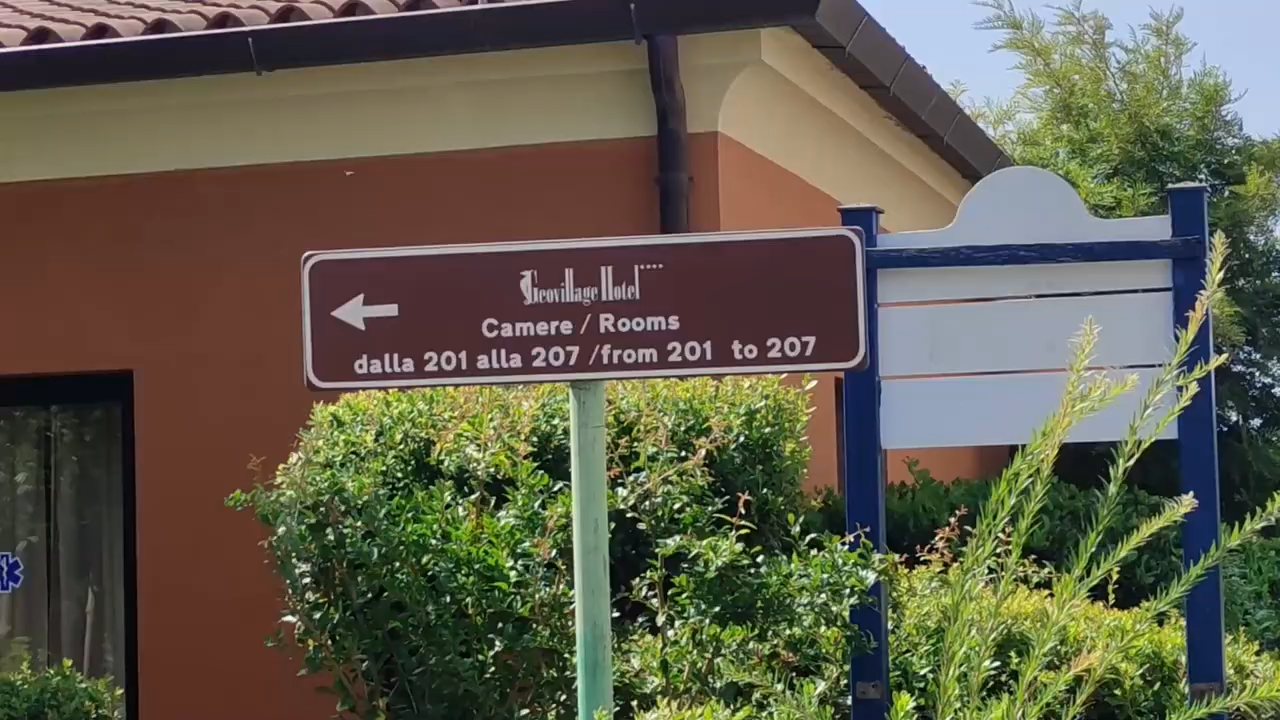 Geovillage Hotel****
Camere / Rooms
dalla 201 alla 207 /from 201 to 207